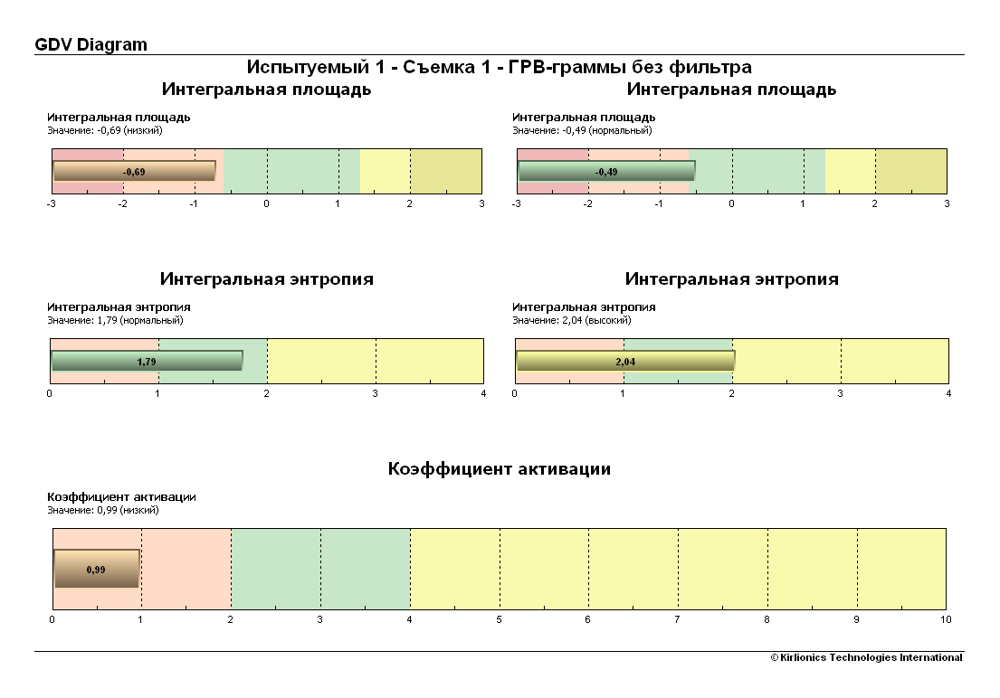 GDV Diagram
Испытуемый 1 - Съемка 1 - ГРВ-граммы без фильтра
Интегральная площадь
Интегральная площадь
Значение: -0,69 (низкий)
-0,69
-3 -2 -1 0 1 2 3
Интегральная площадь
Интегральная площадь
Значение: -0,49 (нормальный)
-0,49
-3 -2 -1 0 1 2 3
Интегральная энтропия
Интегральная энтропия
Значение: 1,79 (нормальный)
1,79
0 1 2 3 4
Интегральная энтропия
Интегральная энтропия
Значение: 2,04 (высокий)
2,04
0 1 2 3 4
Коэффициент активации
Коэффициент активации
Значение: 0,99 (низкий)
0,99
0 1 2 3 4 5 6 7 8 9 10
© Kirlionics Technologies International